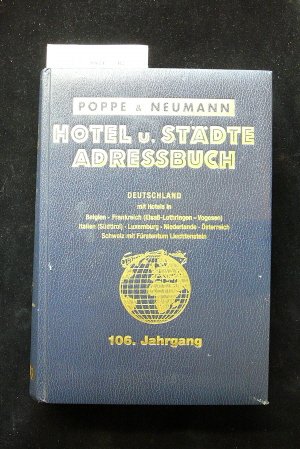 POPPE & NEUMANN
HOTEL u. STÄDTE
ADRESSBUCH
DEUTSCHLAND
mit Hotels in
Belgien - Frankreich (Elsaß-Lothringen - Vogesen)
Italien (Südtirol) - Luxemburg - Niederlande - Österreich
Schweiz mit Fürstentum Liechtenstein
106. Jahrgang